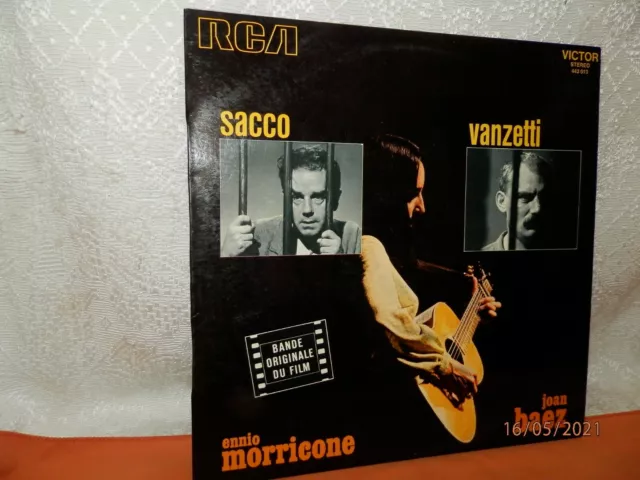 RCA
VICTOR
STEREO
sacco
vanzetti
BANDE
ORIGINALE
DU FILM
ennio
morricone
joan
baez
16/05/2021